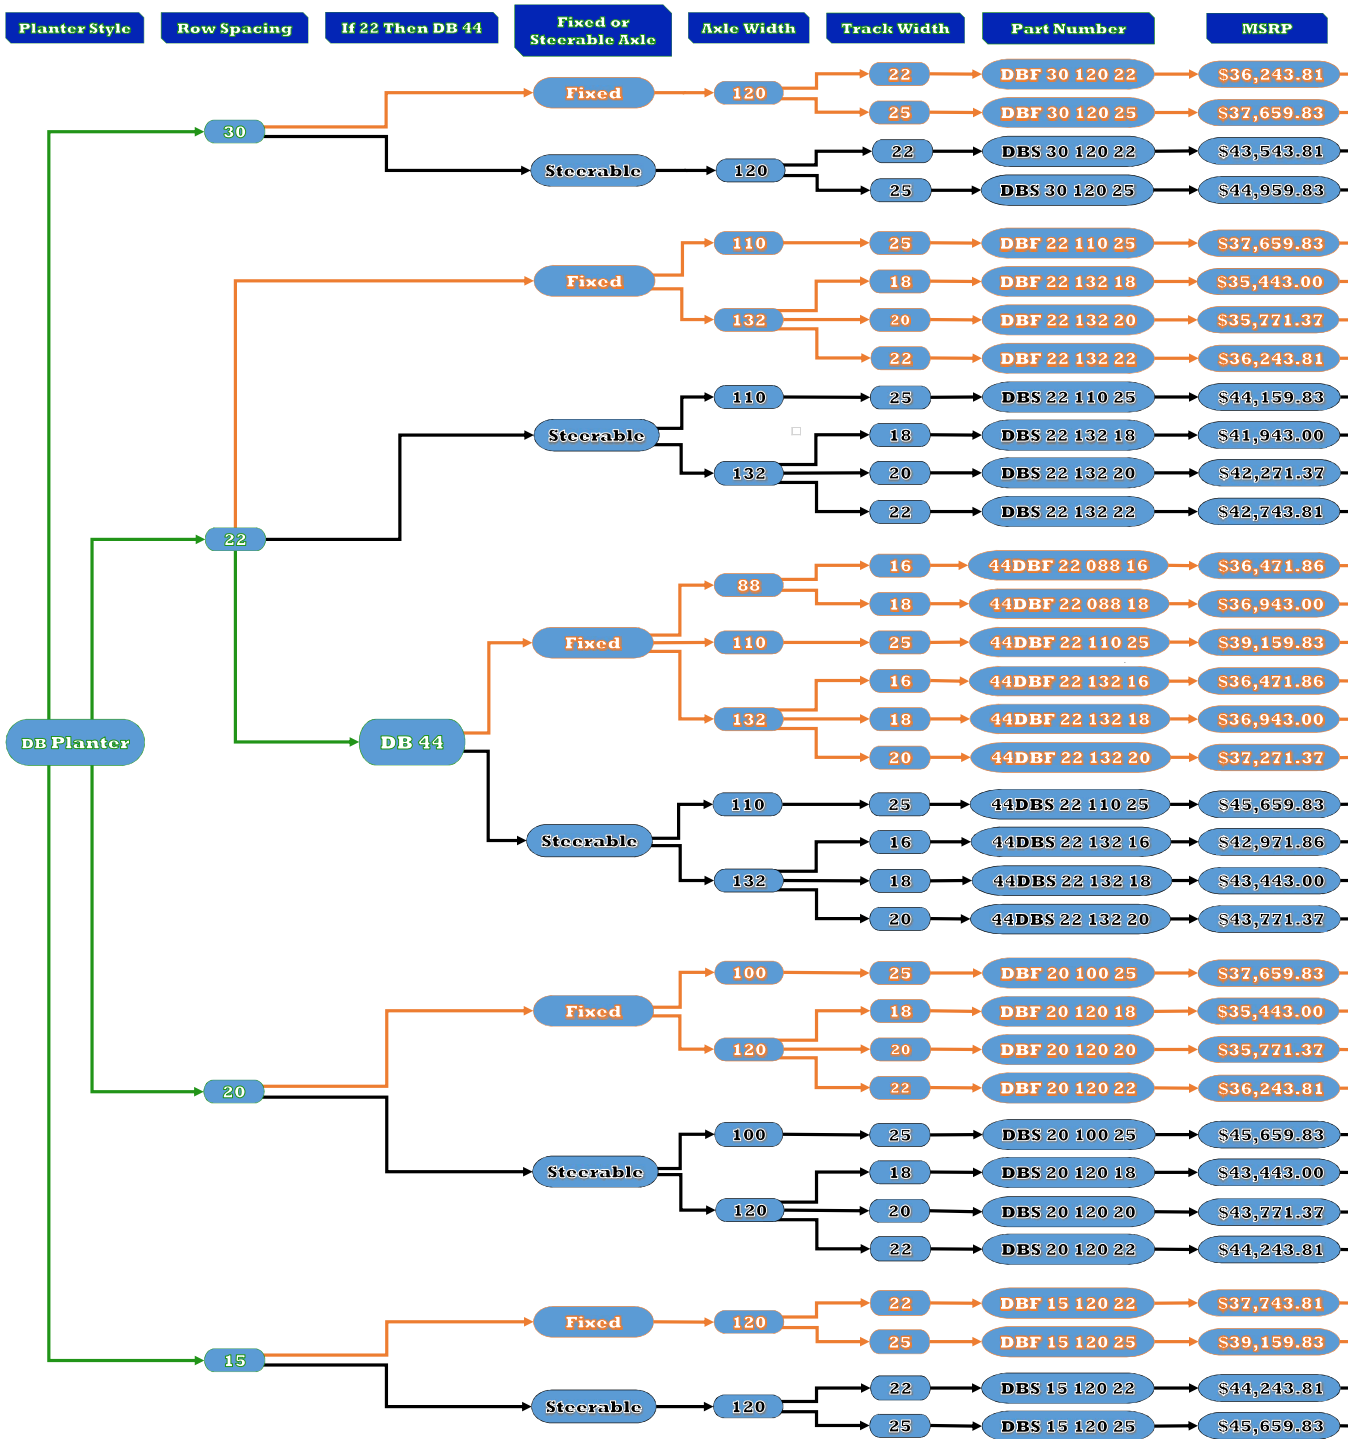 Planter Style
Row Spacing
If 22 Then DB 44
Fixed or
Steerable Axle
Axle Width
Track Width
Part Number
MSRP
DB Planter
30
Fixed
120
22
DBF 30 120 22
$36,243.81
25
DBF 30 120 25
$37,659.83
Steerable
120
22
DBS 30 120 22
$43,543.81
25
DBS 30 120 25
$44,959.83
22
Fixed
110
25
DBF 22 110 25
$37,659.83
132
18
DBF 22 132 18
$35,443.00
20
DBF 22 132 20
$35,771.37
22
DBF 22 132 22
$36,243.81
Steerable
110
25
DBS 22 110 25
$44,159.83
132
18
DBS 22 132 18
$41,943.00
20
DBS 22 132 20
$42,271.37
22
DBS 22 132 22
$42,743.81
DB 44
Fixed
88
16
44DBF 22 088 16
$36,471.86
18
44DBF 22 088 18
$36,943.00
110
25
44DBF 22 110 25
$39,159.83
132
16
44DBF 22 132 16
$36,471.86
18
44DBF 22 132 18
$36,943.00
20
44DBF 22 132 20
$37,271.37
Steerable
110
25
44DBS 22 110 25
$45,659.83
132
16
44DBS 22 132 16
$42,971.86
18
44DBS 22 132 18
$43,443.00
20
44DBS 22 132 20
$43,771.37
20
Fixed
100
25
DBF 20 100 25
$37,659.83
120
18
DBF 20 120 18
$35,443.00
20
DBF 20 120 20
$35,771.37
22
DBF 20 120 22
$36,243.81
Steerable
100
25
DBS 20 100 25
$45,659.83
120
18
DBS 20 120 18
$43,443.00
20
DBS 20 120 20
$43,771.37
22
DBS 20 120 22
$44,243.81
15
Fixed
120
22
DBF 15 120 22
$37,743.81
25
DBF 15 120 25
$39,159.83
Steerable
120
22
DBS 15 120 22
$44,243.81
25
DBS 15 120 25
$45,659.83